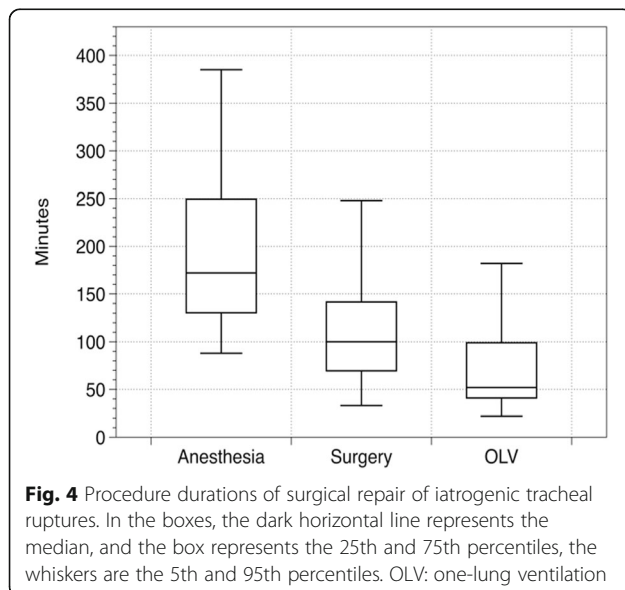 400
350
300
250
200
150
100
50
0
Minutes
Anesthesia Surgery OLV
Fig. 4 Procedure durations of surgical repair of iatrogenic tracheal
ruptures. In the boxes, the dark horizontal line represents the
median, and the box represents the 25th and 75th percentiles, the
whiskers are the 5th and 95th percentiles. OLV: one-lung ventilation